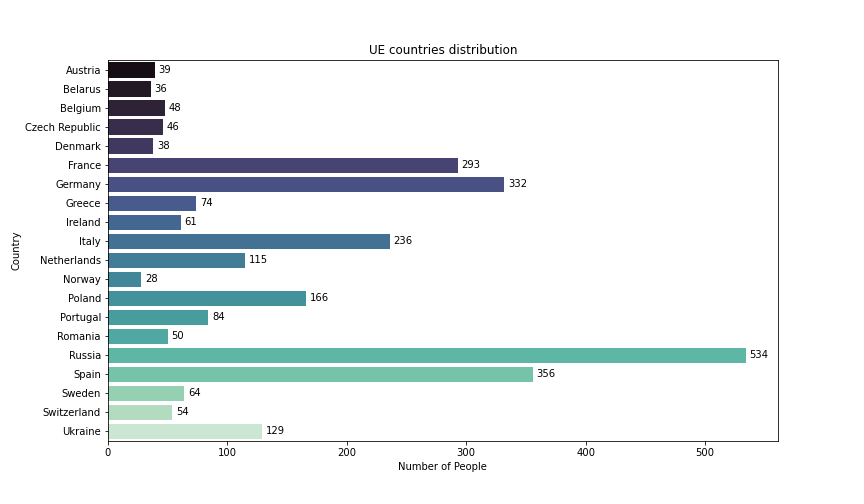 UE countries distribution
Country
Austria 39
Belarus 36
Belgium 48
Czech Republic 46
Denmark 38
France 293
Germany 332
Greece 74
Ireland 61
Italy 236
Netherlands 115
Norway 28
Poland 166
Portugal 84
Romania 50
Russia 534
Spain 356
Sweden 64
Switzerland 54
Ukraine 129
0 100 200 300 400 500
Number of People